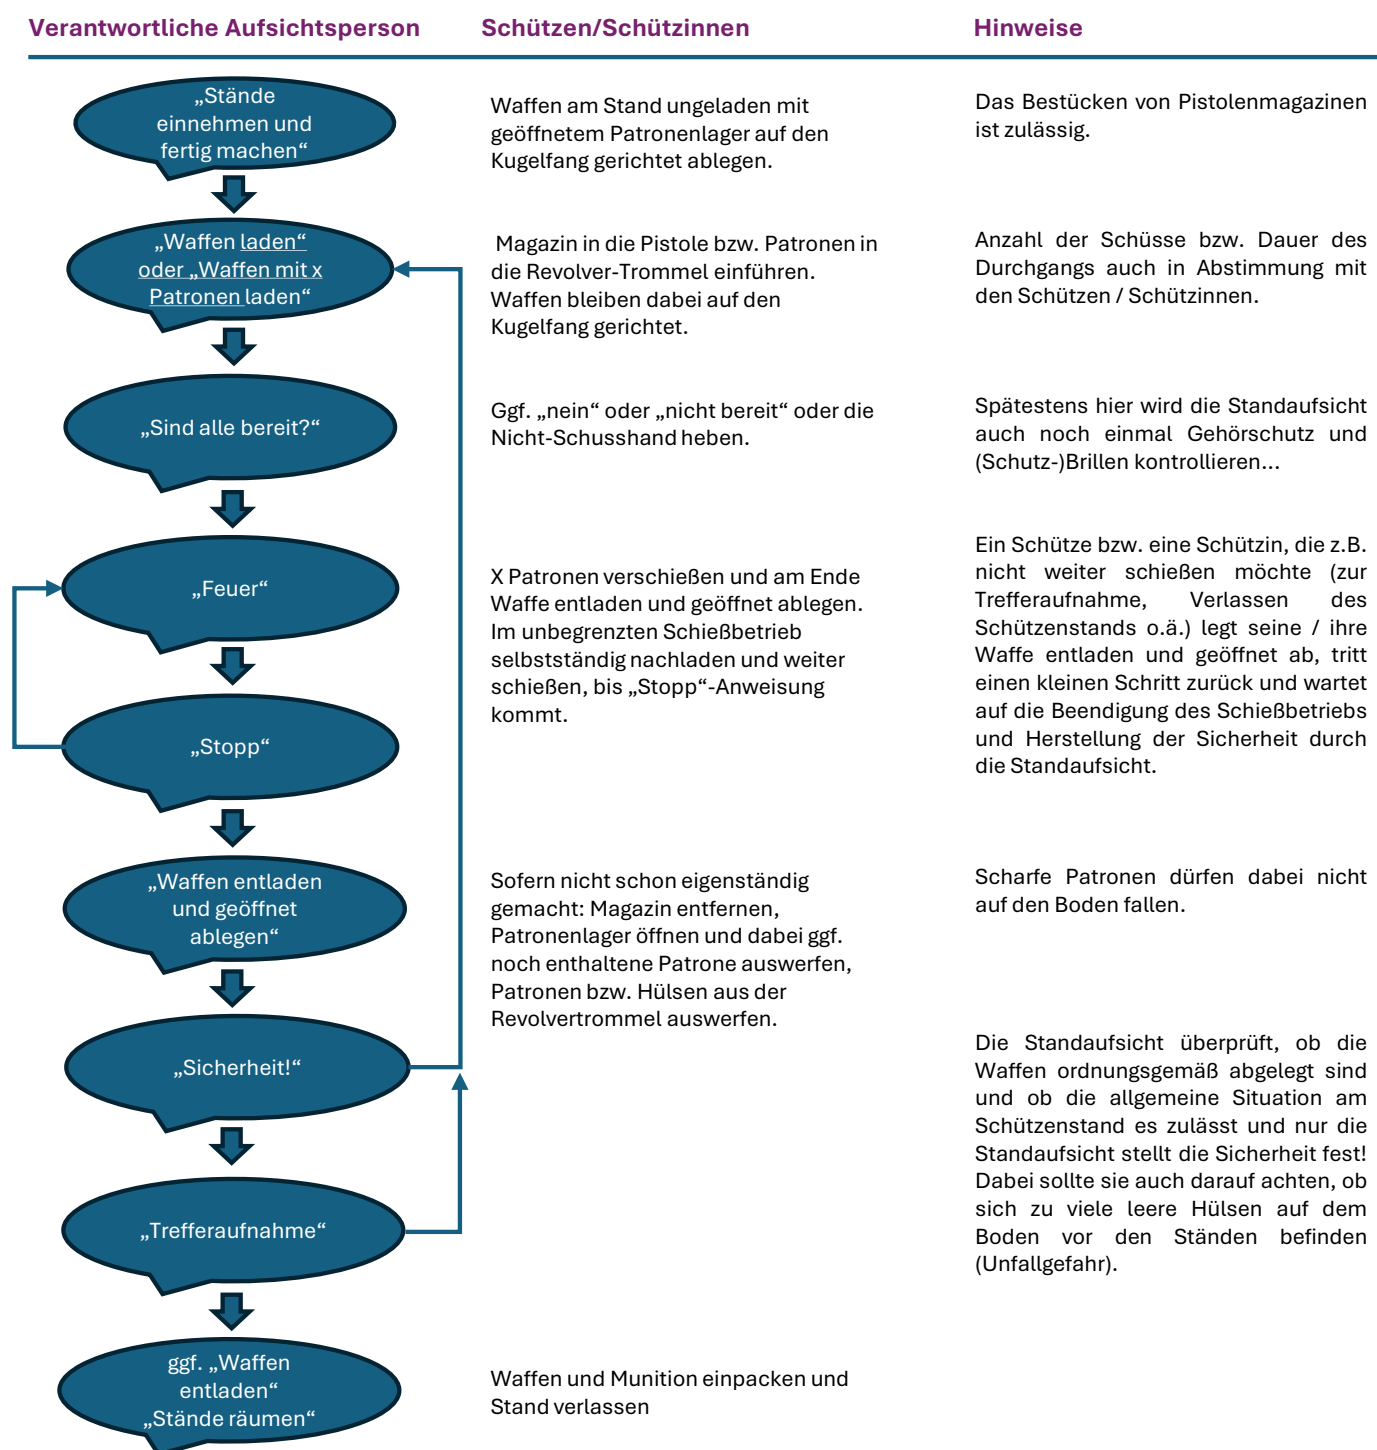 Verantwortliche Aufsichtsperson
Schützen/Schützinnen
Hinweise
„Stände
einnehmen und
fertig machen“
Waffen am Stand ungeladen mit
geöffnetem Patronenlager auf den
Kugelfang gerichtet ablegen.
Das Bestücken von Pistolenmagazinen
ist zulässig.
„Waffen laden“
oder „Waffen mit x
Patronen laden“
Magazin in die Pistole bzw. Patronen in
die Revolver-Trommel einführen.
Waffen bleiben dabei auf den
Kugelfang gerichtet.
Anzahl der Schüsse bzw. Dauer des
Durchgangs auch in Abstimmung mit
den Schützen / Schützinnen.
„Sind alle bereit?“
Ggf. „nein“ oder „nicht bereit“ oder die
Nicht-Schusshand heben.
Spätestens hier wird die Standaufsicht
auch noch einmal Gehörschutz und
(Schutz-)Brillen kontrollieren...
„Feuer“
„Stopp“
X Patronen verschießen und am Ende
Waffe entladen und geöffnet ablegen.
Im unbegrenzten Schießbetrieb
selbstständig nachladen und weiter
schießen, bis „Stopp“-Anweisung
kommt.
Ein Schütze bzw. eine Schützin, die z.B.
nicht weiter schießen möchte (zur
Trefferaufnahme, Verlassen des
Schützenstands o.ä.) legt seine / ihre
Waffe entladen und geöffnet ab, tritt
einen kleinen Schritt zurück und wartet
auf die Beendigung des Schießbetriebs
und Herstellung der Sicherheit durch
die Standaufsicht.
„Waffen entladen
und geöffnet
ablegen“
Sofern nicht schon eigenständig
gemacht: Magazin entfernen,
Patronenlager öffnen und dabei ggf.
noch enthaltene Patrone auswerfen,
Patronen bzw. Hülsen aus der
Revolvertrommel auswerfen.
Scharfe Patronen dürfen dabei nicht
auf den Boden fallen.
„Sicherheit!“
Die Standaufsicht überprüft, ob die
Waffen ordnungsgemäß abgelegt sind
und ob die allgemeine Situation am
Schützenstand es zulässt und nur die
Standaufsicht stellt die Sicherheit fest!
Dabei sollte sie auch darauf achten, ob
sich zu viele leere Hülsen auf dem
Boden vor den Ständen befinden
(Unfallgefahr).
„Trefferaufnahme“
ggf. „Waffen
entladen“
„Stände räumen“
Waffen und Munition einpacken und
Stand verlassen